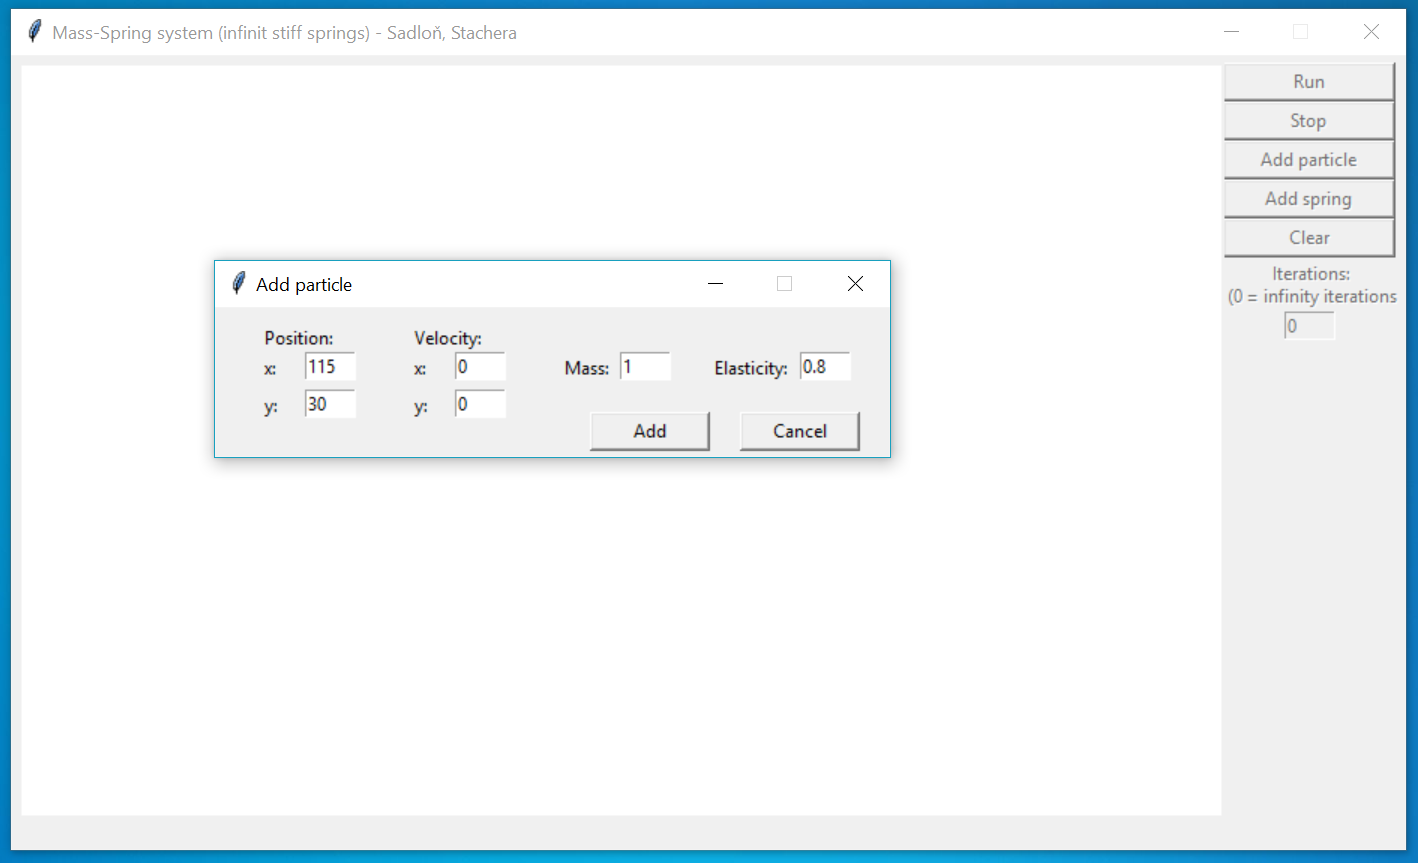 Mass-Spring system (infinit stiff springs) - Sadloň, Stachera
Run
Stop
Add particle
Add spring
Clear
Iterations:
(0 = infinity iterations
0
Add particle
Position: Velocity:
x: 115 x: 0 Mass: 1 Elasticity: 0.8
y: 30 y: 0
Add Cancel